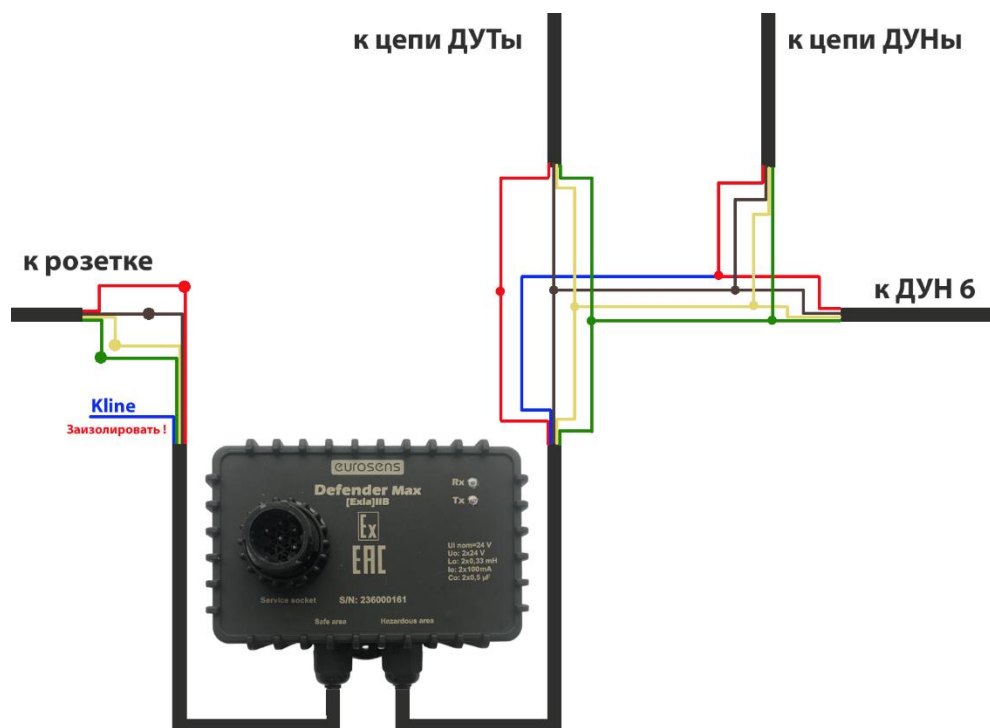 к цепи ДУТы
к цепи ДУНы
к розетке
к ДУН 6
Kline
Заизолировать !
eurosens
Defender Max
[Exia]IIB
Rx
Tx
Ex
EAC
Ui nom=24 V
Uo: 2x24 V
Lo: 2x0,33 mH
Io: 2x100mA
Co: 2x0,5 µF
Service socket
S/N: 236000161
Safe area
Hazardous area